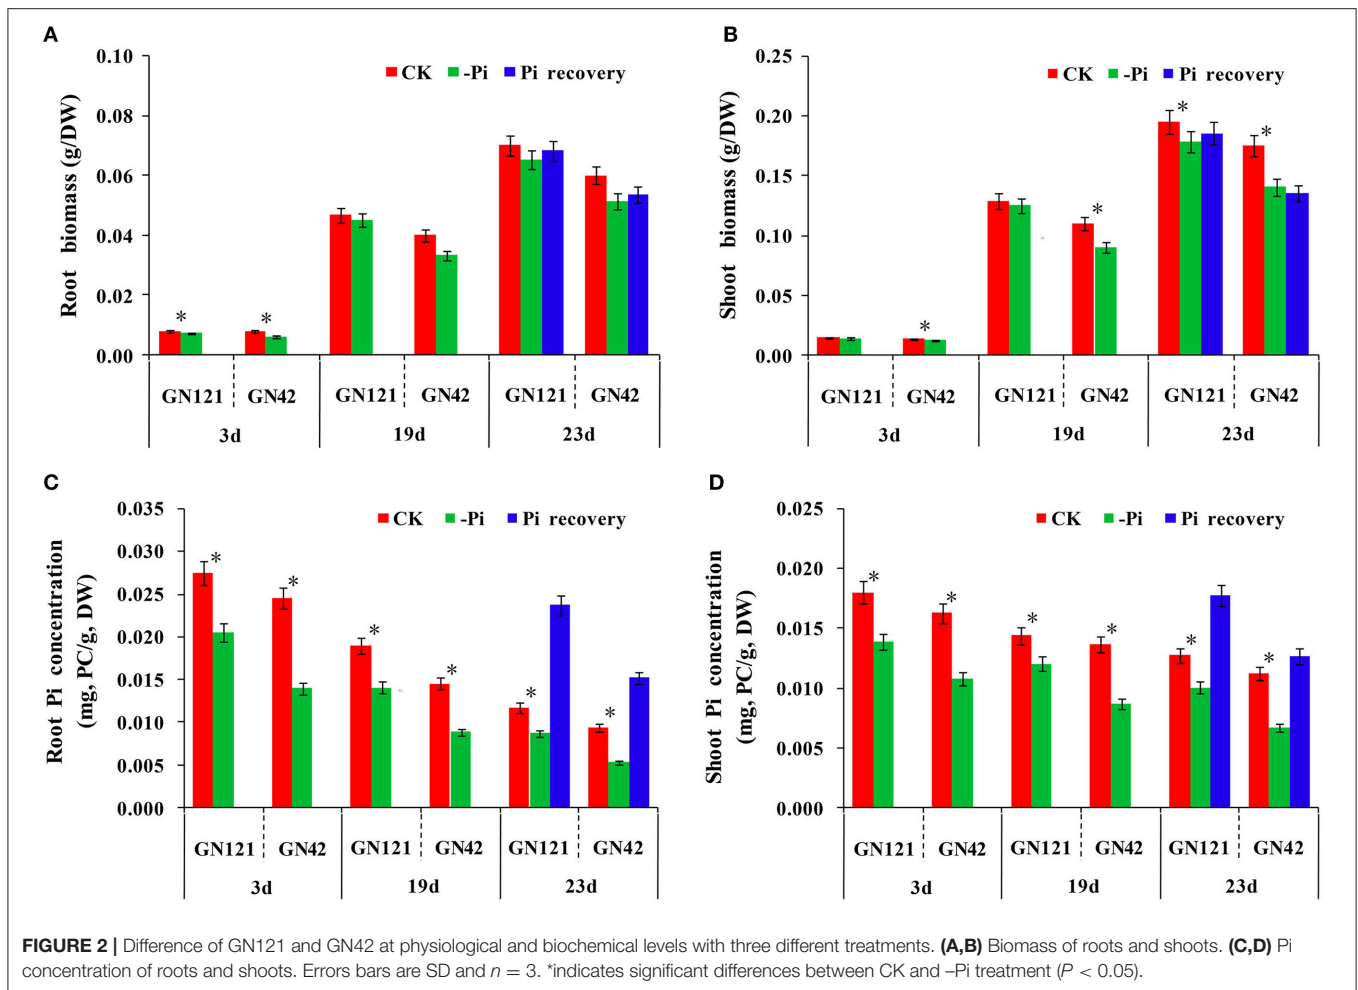 A
0.10
0.08
0.06
0.04
0.02
0.00
Root biomass (g/DW)
CK -Pi Pi recovery
* *
GN121 GN42 GN121 GN42 GN121 GN42
3d 19d 23d
B
0.25
0.20
0.15
0.10
0.05
0.00
Shoot biomass (g/DW)
CK -Pi Pi recovery
* * * *
GN121 GN42 GN121 GN42 GN121 GN42
3d 19d 23d
C
0.035
0.030
0.025
0.020
0.015
0.010
0.005
0.000
Root Pi concentration
(mg, PC/g, DW)
CK -Pi Pi recovery
* * * * * *
GN121 GN42 GN121 GN42 GN121 GN42
3d 19d 23d
D
0.025
0.020
0.015
0.010
0.005
0.000
Shoot Pi concentration
(mg, PC/g, DW)
CK -Pi Pi recovery
* * * * * *
GN121 GN42 GN121 GN42 GN121 GN42
3d 19d 23d
FIGURE 2 | Difference of GN121 and GN42 at physiological and biochemical levels with three different treatments. (A,B) Biomass of roots and shoots. (C,D) Pi
concentration of roots and shoots. Errors bars are SD and n = 3. *indicates significant differences between CK and –Pi treatment (P < 0.05).